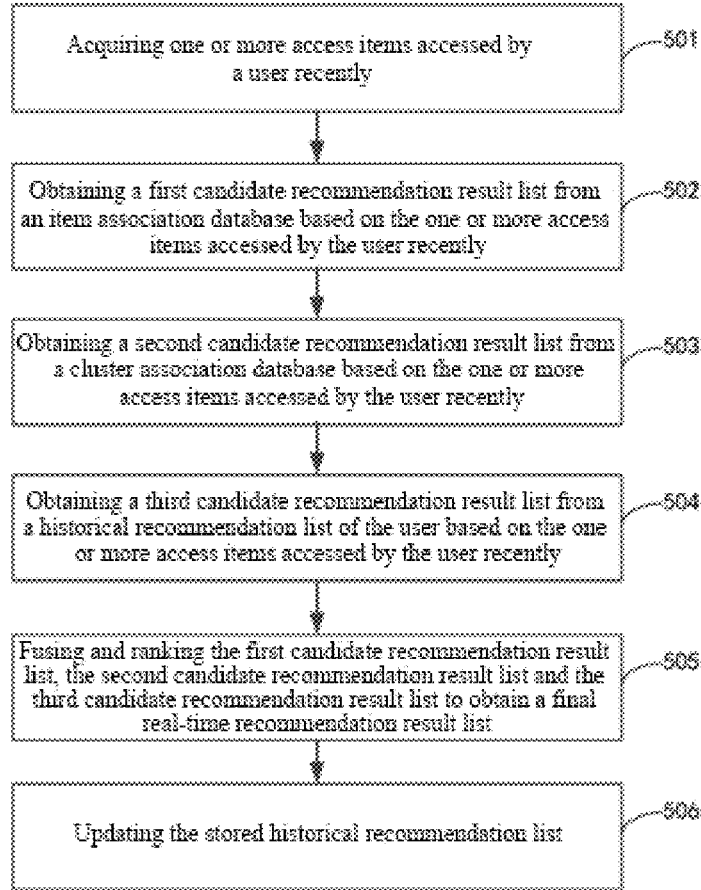 Acquiring one or more access items accessed by
a user recently
501
Obtaining a first candidate recommendation result list from
an item association database based on the one or more access
items accessed by the user recently
502
Obtaining a second candidate recommendation result list from
a cluster association database based on the one or more
access items accessed by the user recently
503
Obtaining a third candidate recommendation result list from
a historical recommendation list of the user based on the one
or more access items accessed by the user recently
504
Fusing and ranking the first candidate recommendation result
list, the second candidate recommendation result list and the
third candidate recommendation result list to obtain a final
real-time recommendation result list
505
Updating the stored historical recommendation list
506